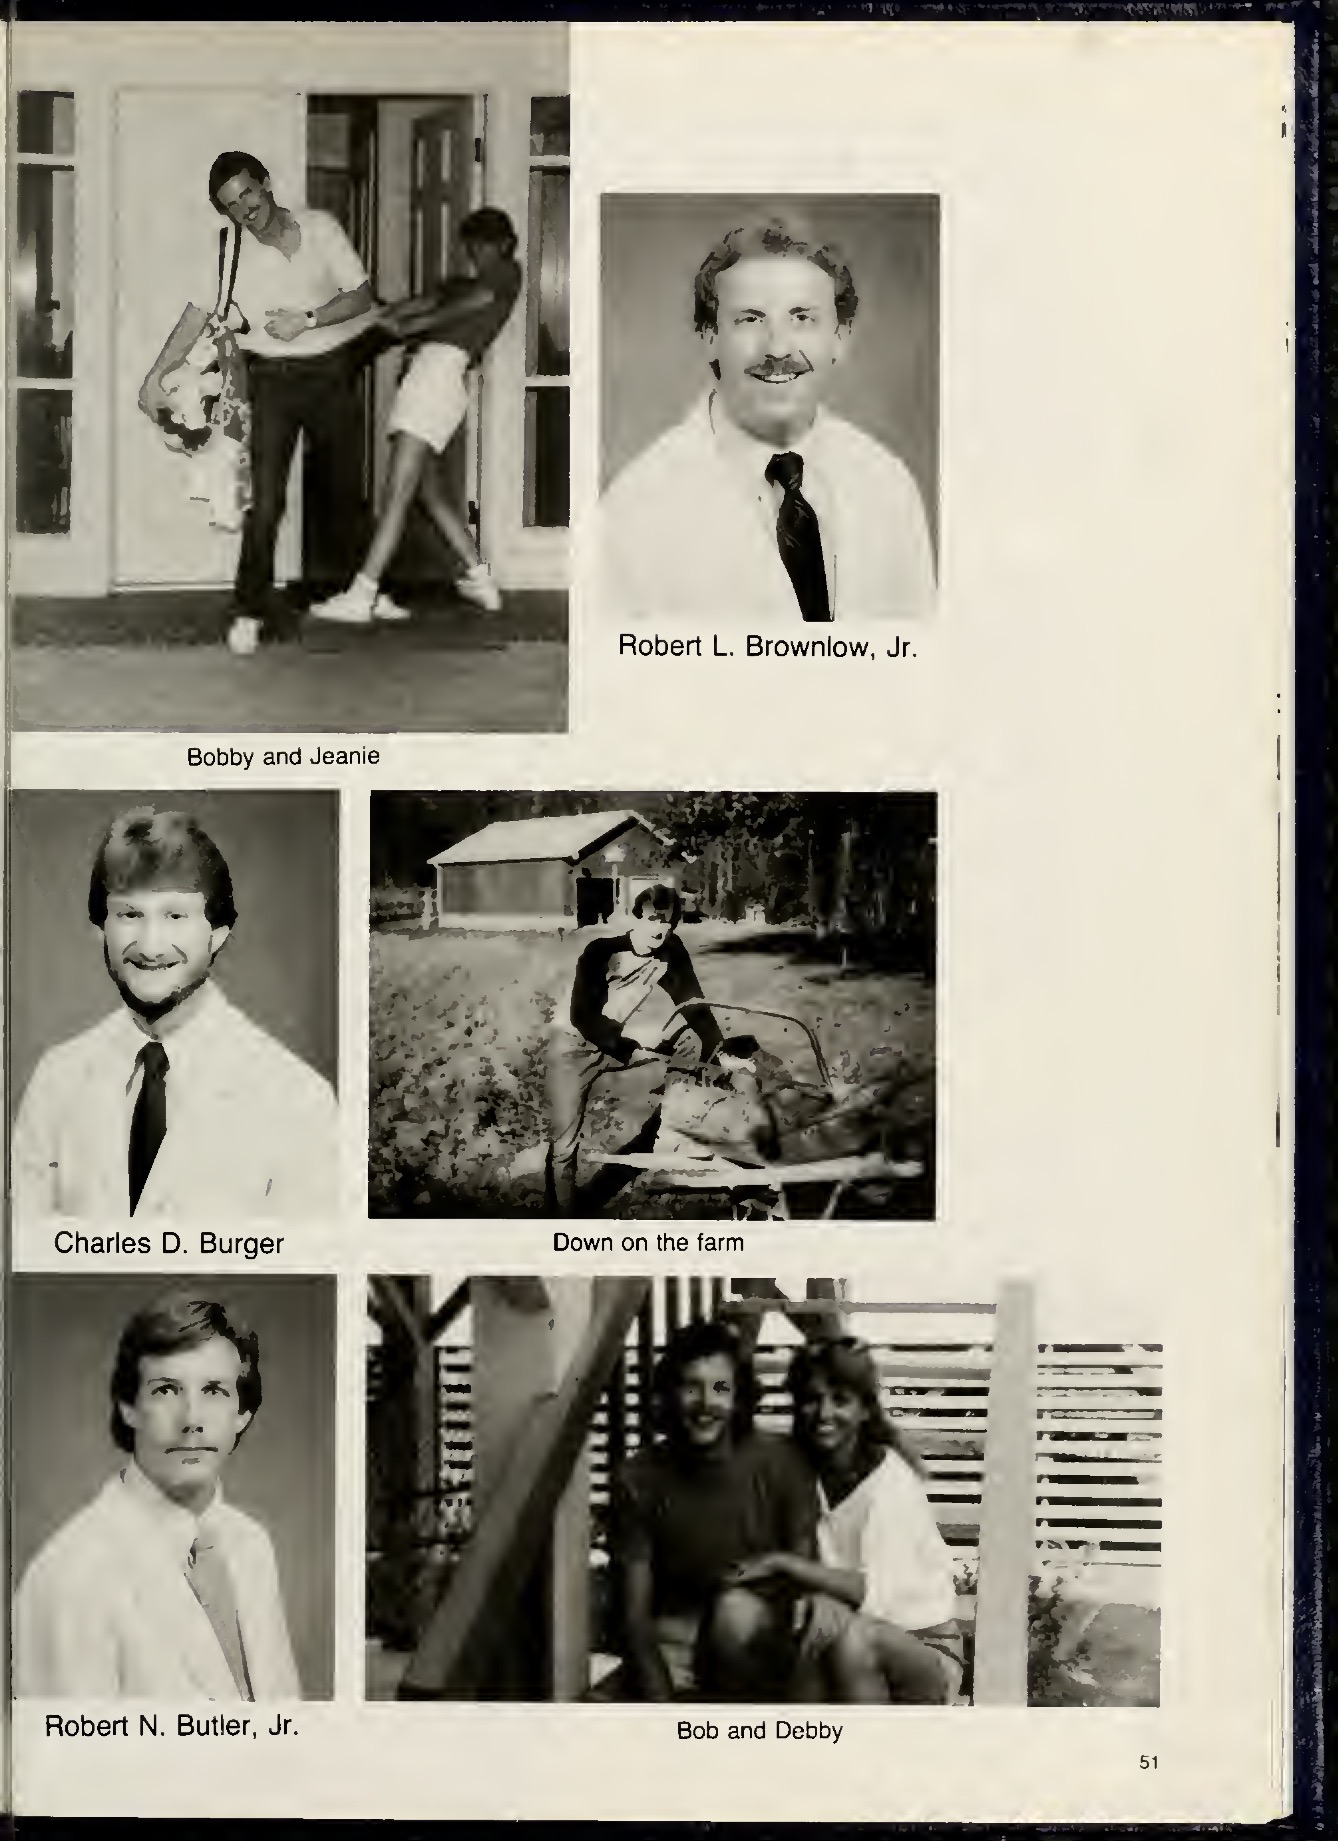 Robert L. Brownlow, Jr.
Bobby and Jeanie
Charles D. Burger
Down on the farm
Robert N. Butler, Jr.
Bob and Debby
51